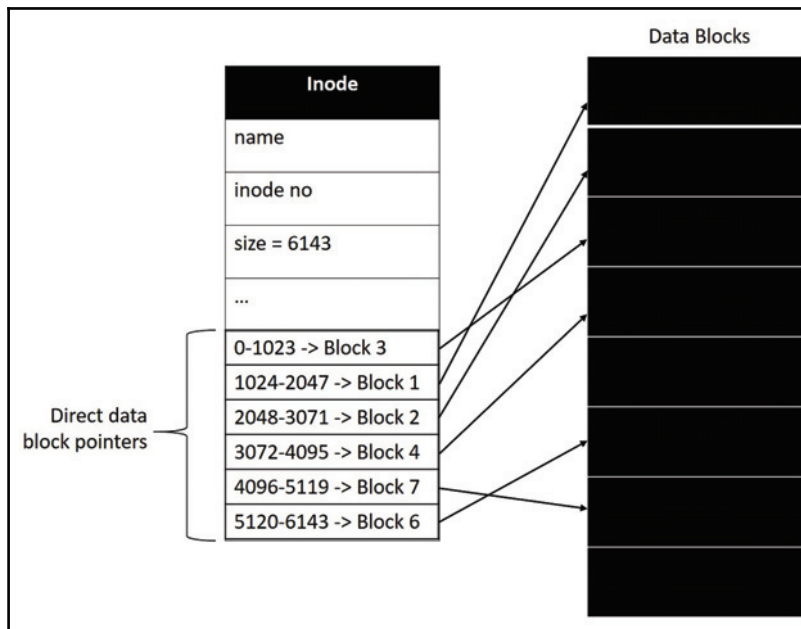 Data Blocks
Inode
name
inode no
size = 6143
...
Direct data
block pointers
0-1023 -> Block 3
1024-2047 -> Block 1
2048-3071 -> Block 2
3072-4095 -> Block 4
4096-5119 -> Block 7
5120-6143 -> Block 6